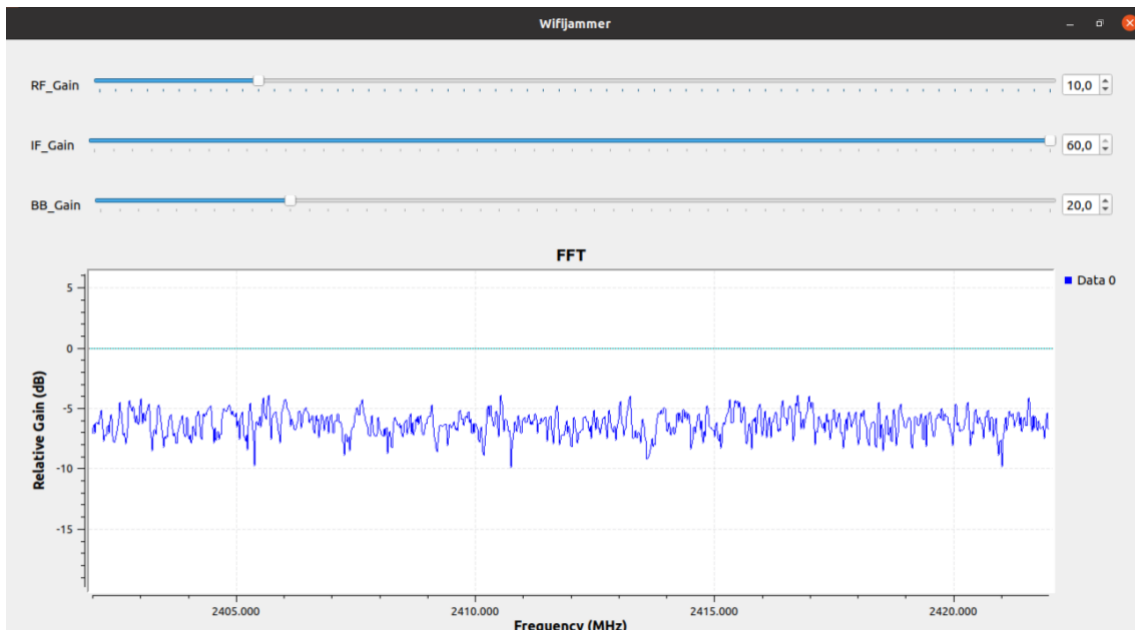 Wifijammer
RF_Gain 10,0
IF_Gain 60,0
BB_Gain 20,0
FFT
Data 0
5
0
-5
-10
-15
Relative Gain (dB)
2405.000 2410.000 2415.000 2420.000
Frequency (MHz)